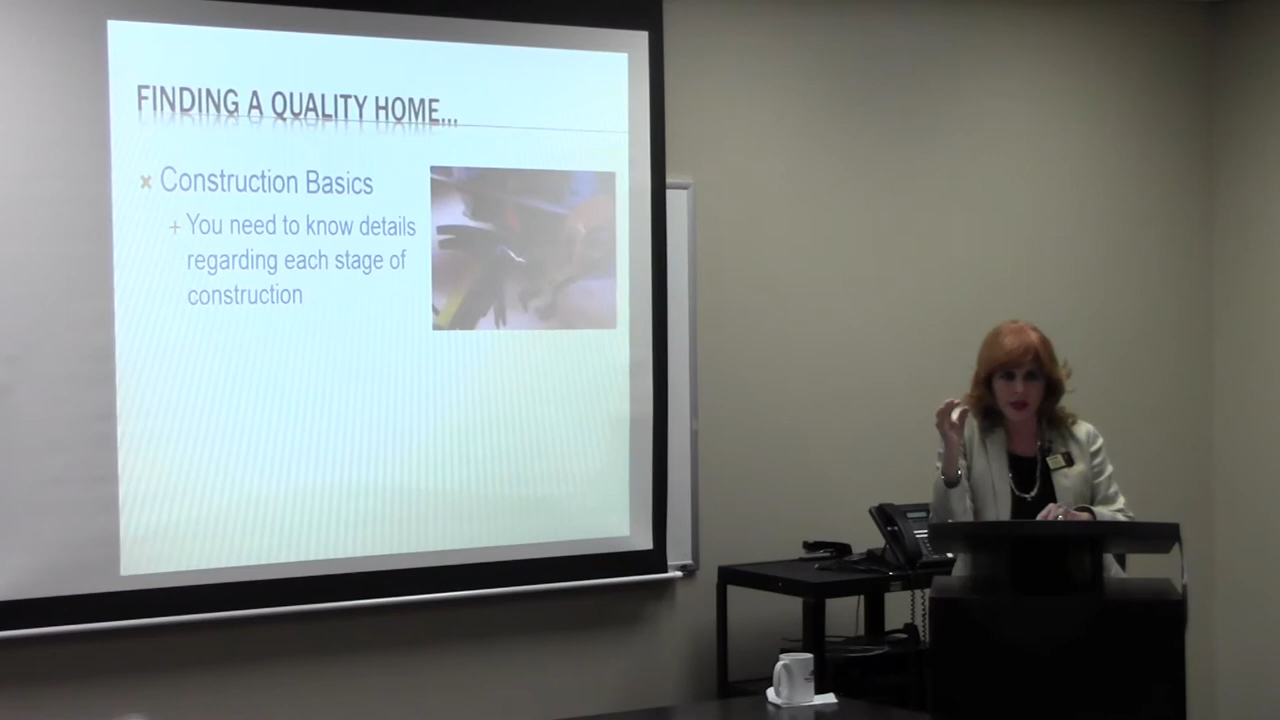 FINDING A QUALITY HOME...
Construction Basics
You need to know details
regarding each stage of
construction